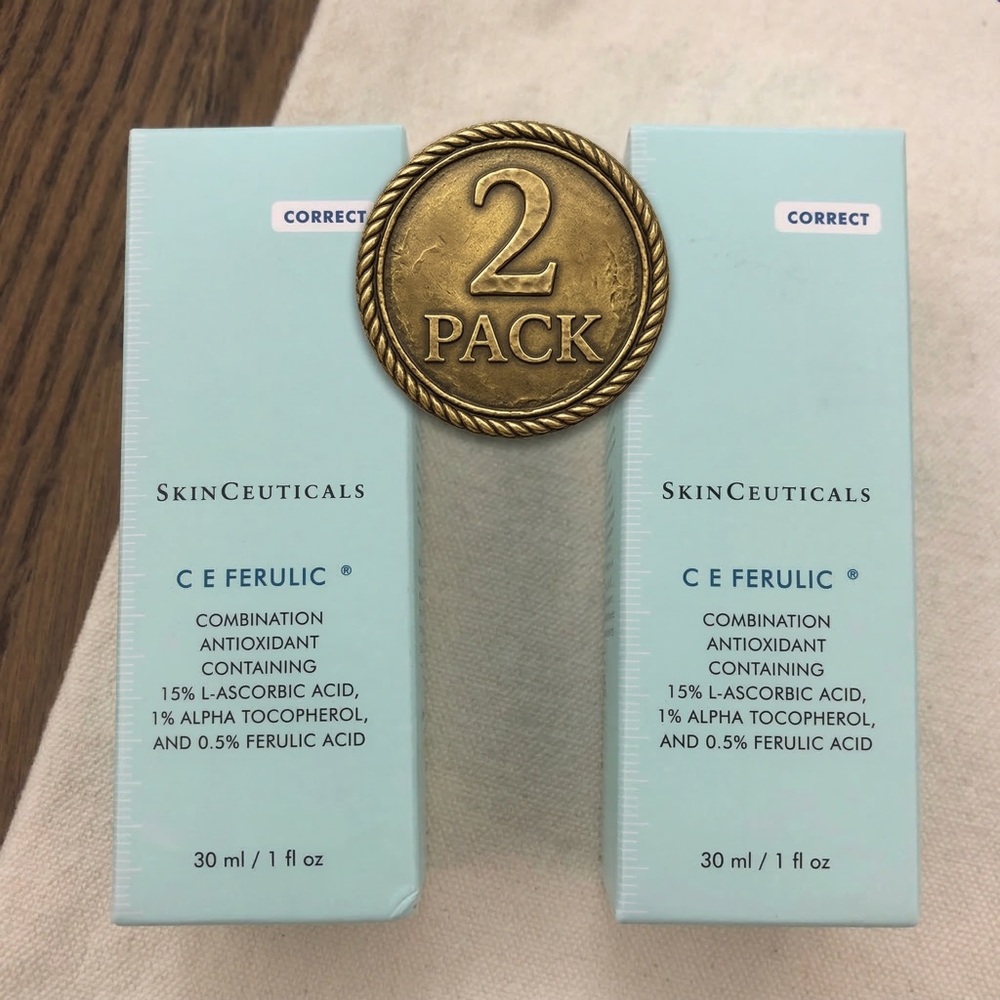 2
PACK
CORRECT
SKINCEUTICALS
C E FERULIC ®
COMBINATION
ANTIOXIDANT
CONTAINING
15% L-ASCORBIC ACID,
1% ALPHA TOCOPHEROL,
AND 0.5% FERULIC ACID
30 ml / 1 fl oz
CORRECT
SKINCEUTICALS
C E FERULIC ®
COMBINATION
ANTIOXIDANT
CONTAINING
15% L-ASCORBIC ACID,
1% ALPHA TOCOPHEROL,
AND 0.5% FERULIC ACID
30 ml / 1 fl oz